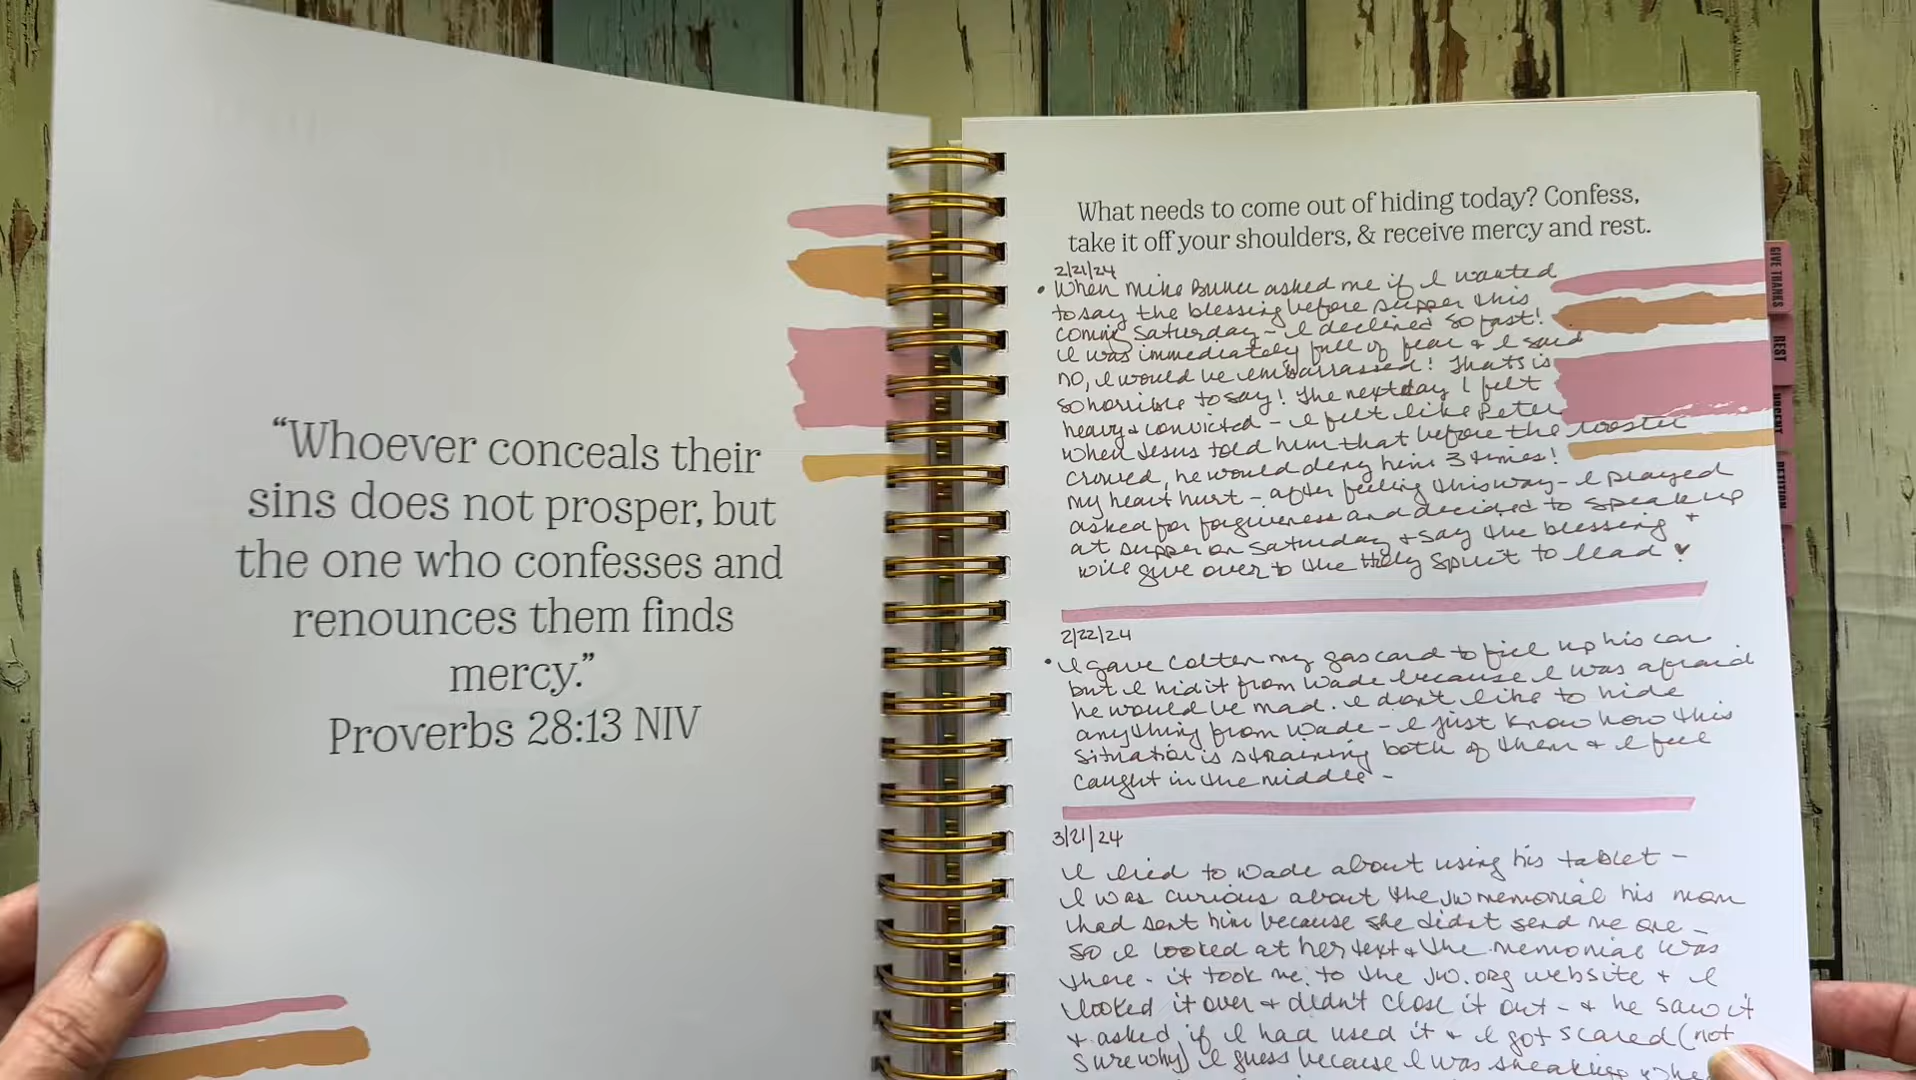 “Whoever conceals their
sins does not prosper, but
the one who confesses and
renounces them finds
mercy.”
Proverbs 28:13 NIV
What needs to come out of hiding today? Confess,
take it off your shoulders, & receive mercy and rest.
2/21/24
• When Mike asked me if I wanted
to say the blessing before supper this
coming Saturday - I declined so fast!
I was immediately full of fear & I said
no, I would be embarrassed! Thats is
so horrible to say! The next day I felt
heavy & convicted - I felt like Peter
when Jesus told him that before the rooster
crowed, he would deny him 3 times!
my heart hurt - after feeling this way - I prayed
asked for forgiveness and decided to speak up
at supper on Saturday & say the blessing &
will give over to the Holy Spirit to lead ♥
2/22/24
• I gave Colten my gas card to fill up his car
but I hid it from Wade because I was afraid
he would be mad. I don't like to hide
anything from Wade - I just know how this
situation is straining both of them & I feel
caught in the middle -
3/21/24
I lied to Wade about using his tablet -
I was curious about the JW memorial his mom
had sent him because she didn't send me one -
so I looked at her text & the memorial was
there - it took me to the JW.org website & I
looked it over & didn't close it out - & he saw it
& asked if I had used it & I got scared (not
sure why) I guess because I was sneaking
GIVE THANKS
REST
REPENT
PETITION